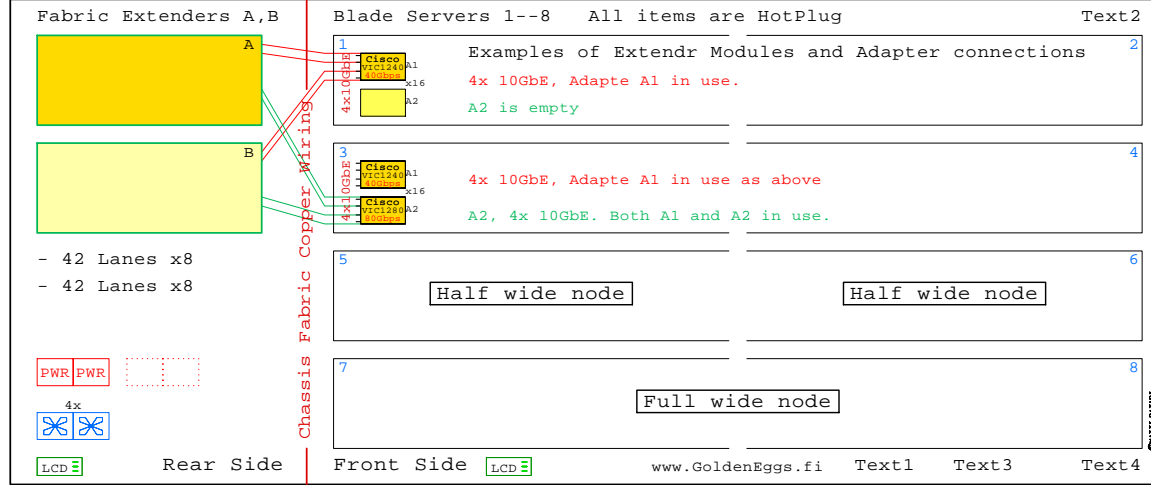 Fabric Extenders A,B
Blade Servers 1--8 All items are HotPlug
Text2
A
B
- 42 Lanes x8
- 42 Lanes x8
PWR PWR
4x
LCD
Rear Side
Chassis Fabric Copper Wiring
1
2
4x10GbE
Cisco
VIC1240
40Gbps
A1
x16
A2
Examples of Extendr Modules and Adapter connections
4x 10GbE, Adapte A1 in use.
A2 is empty
3
4
4x10GbE
Cisco
VIC1240
40Gbps
A1
x16
Cisco
VIC1280
80Gbps
A2
4x 10GbE, Adapte A1 in use as above
A2, 4x 10GbE. Both A1 and A2 in use.
5
6
Half wide node
Half wide node
7
8
Full wide node
Front Side
LCD
www.GoldenEggs.fi
Text1
Text3
Text4